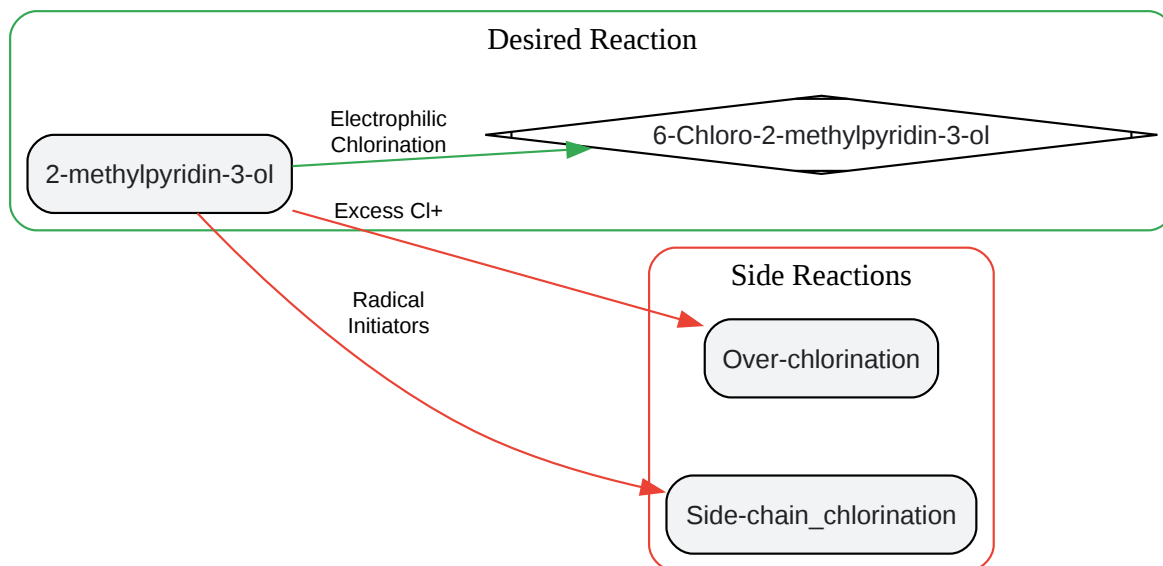 Desired Reaction
Electrophilic
Chlorination
6-Chloro-2-methylpyridin-3-ol
2-methylpyridin-3-ol
Excess Cl+
Side Reactions
Radical
Initiators
Over-chlorination
Side-chain_chlorination